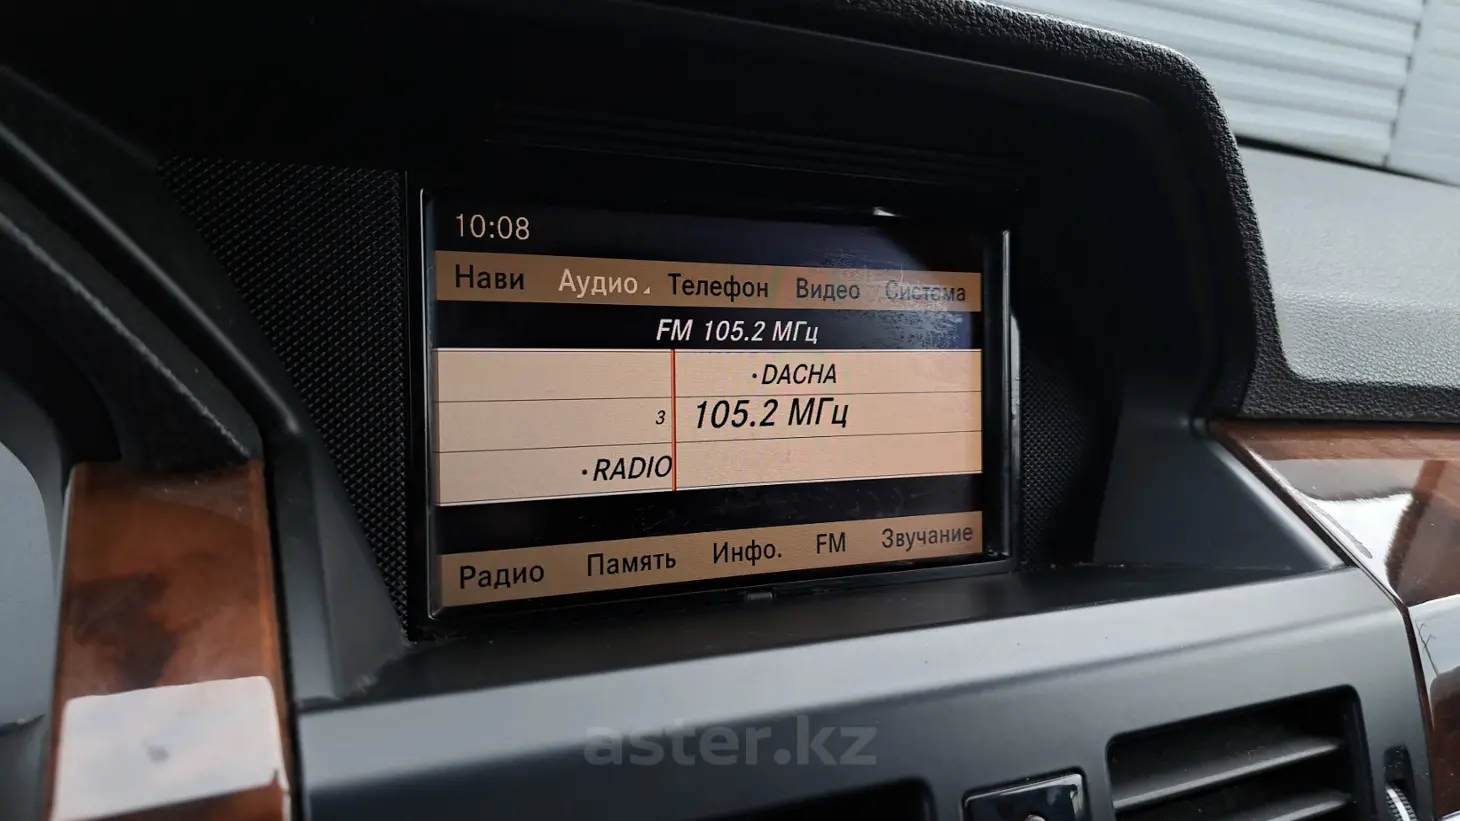 10:08
Нави Аудио Телефон Видео Система
FM 105.2 МГц
·DACHA
3 105.2 МГц
·RADIO
Радио Память Инфо. FM Звучание
aster.kz